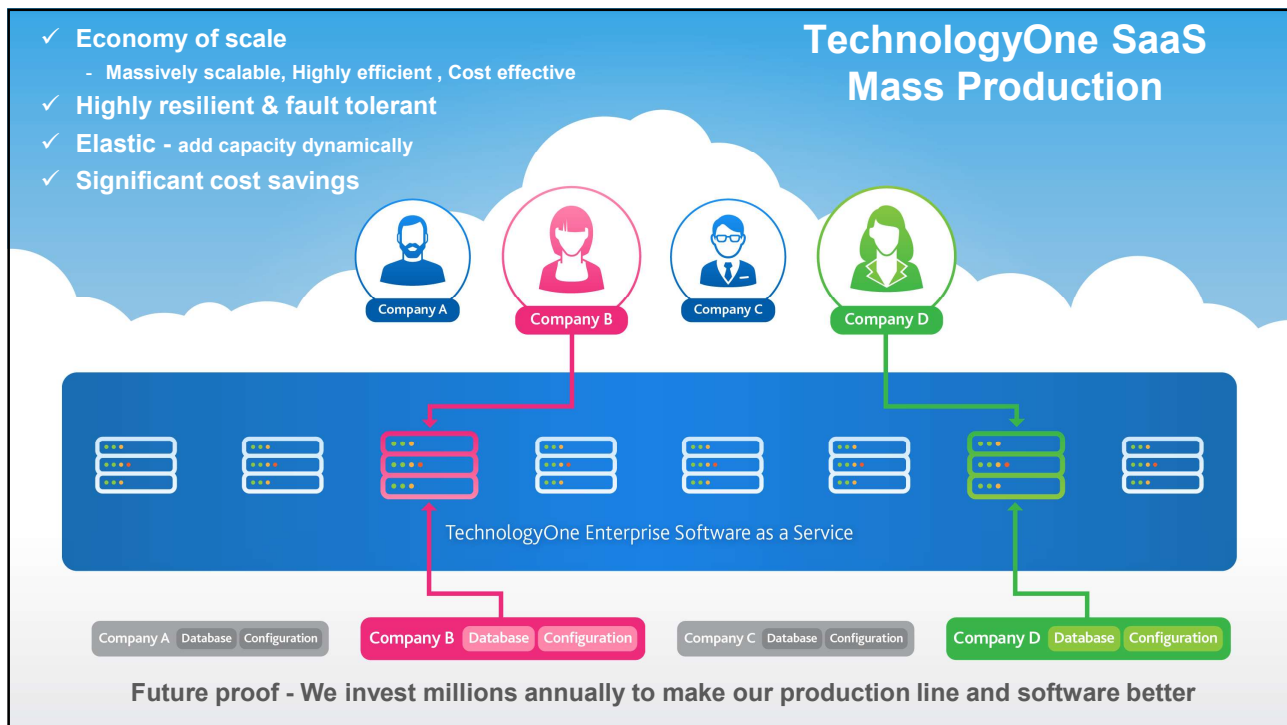 ✓ Economy of scale
- Massively scalable, Highly efficient , Cost effective
✓ Highly resilient & fault tolerant
✓ Elastic - add capacity dynamically
✓ Significant cost savings
TechnologyOne SaaS
Mass Production
Company A
Company B
Company C
Company D
TechnologyOne Enterprise Software as a Service
Company A Database Configuration
Company B Database Configuration
Company C Database Configuration
Company D Database Configuration
Future proof - We invest millions annually to make our production line and software better